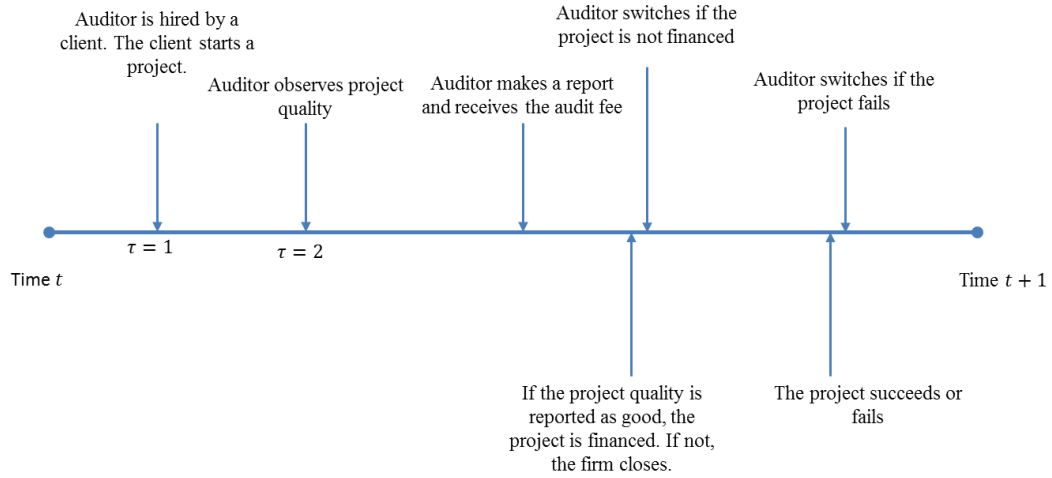 Auditor is hired by a
client. The client starts a
project.
Auditor observes project
quality
Auditor makes a report
and receives the audit fee
Auditor switches if the
project is not financed
Auditor switches if the
project fails
τ = 1
τ = 2
Time t
Time t + 1
If the project quality is
reported as good, the
project is financed. If not,
the firm closes.
The project succeeds or
fails